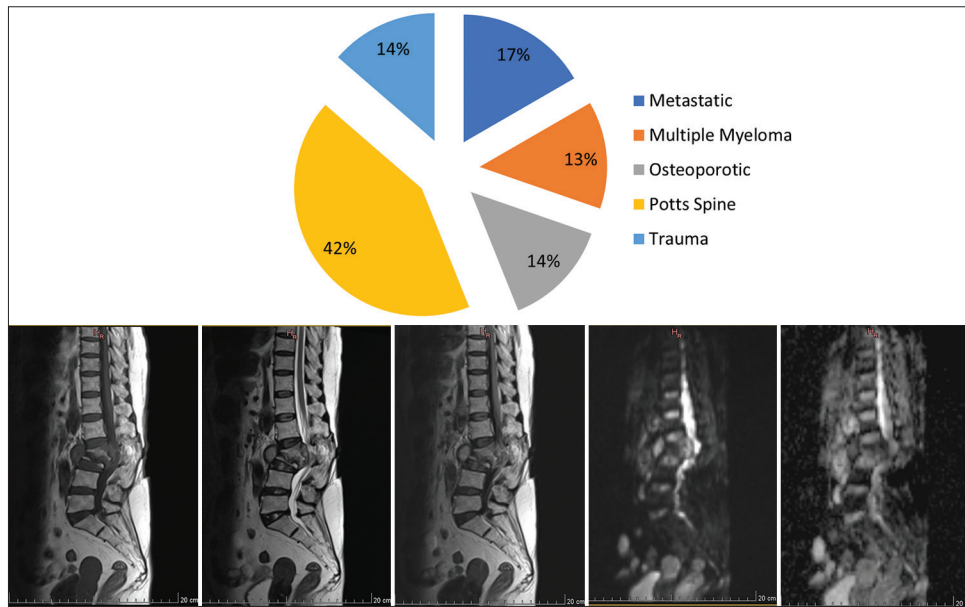 14%
17%
13%
14%
42%
Metastatic
Multiple Myeloma
Osteoporotic
Potts Spine
Trauma
H
R
20 cm
20 cm
20 cm
20 cm
20